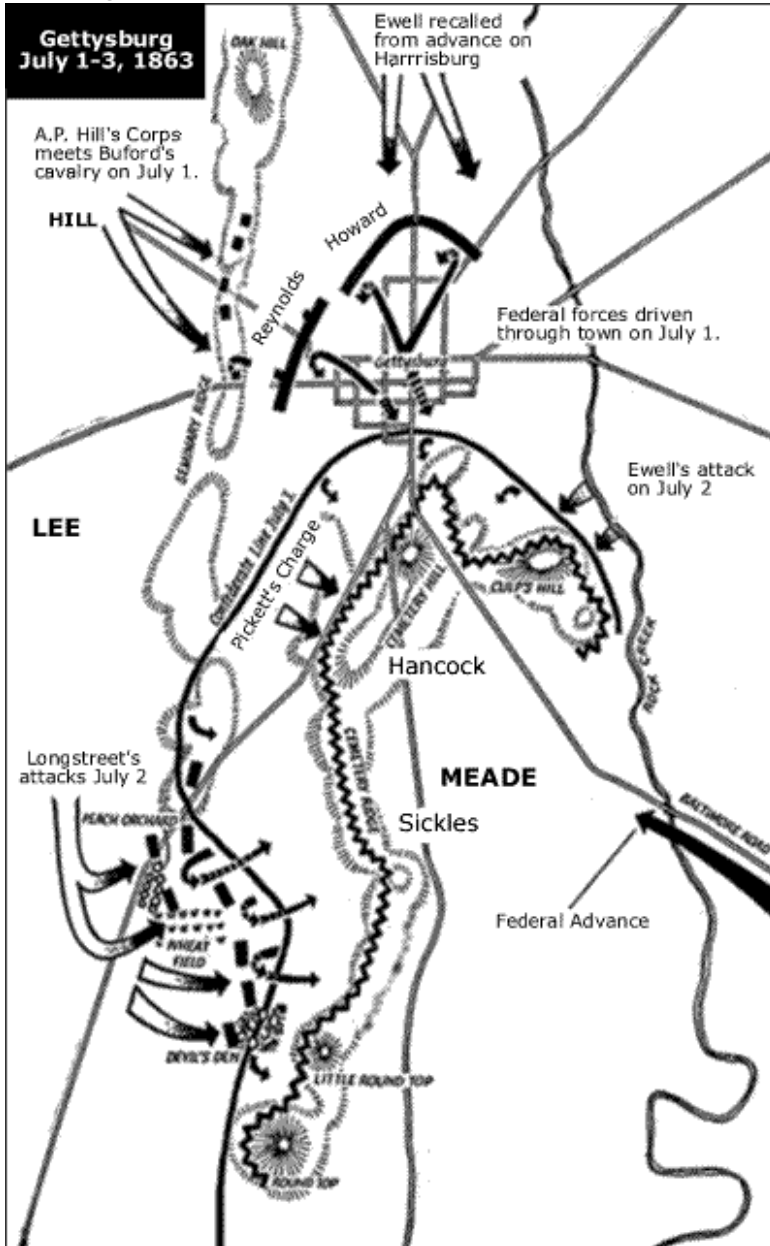 Gettysburg
July 1-3, 1863
OAK HILL
Ewell recalled
from advance on
Harrrisburg
A.P. Hill's Corps
meets Buford's
cavalry on July 1.
HILL
Howard
Reynolds
Federal forces driven
through town on July 1.
Gettysburg
SEMINARY RIDGE
Ewell's attack
on July 2
LEE
Confederate Line July 2
Pickett's Charge
CEMETERY HILL
CULP'S HILL
ROCK CREEK
Hancock
Longstreet's
attacks July 2
CEMETERY RIDGE
MEADE
PEACH ORCHARD
Sickles
BALTIMORE ROAD
Federal Advance
WHEAT
FIELD
DEVIL'S DEN
LITTLE ROUND TOP
ROUND TOP